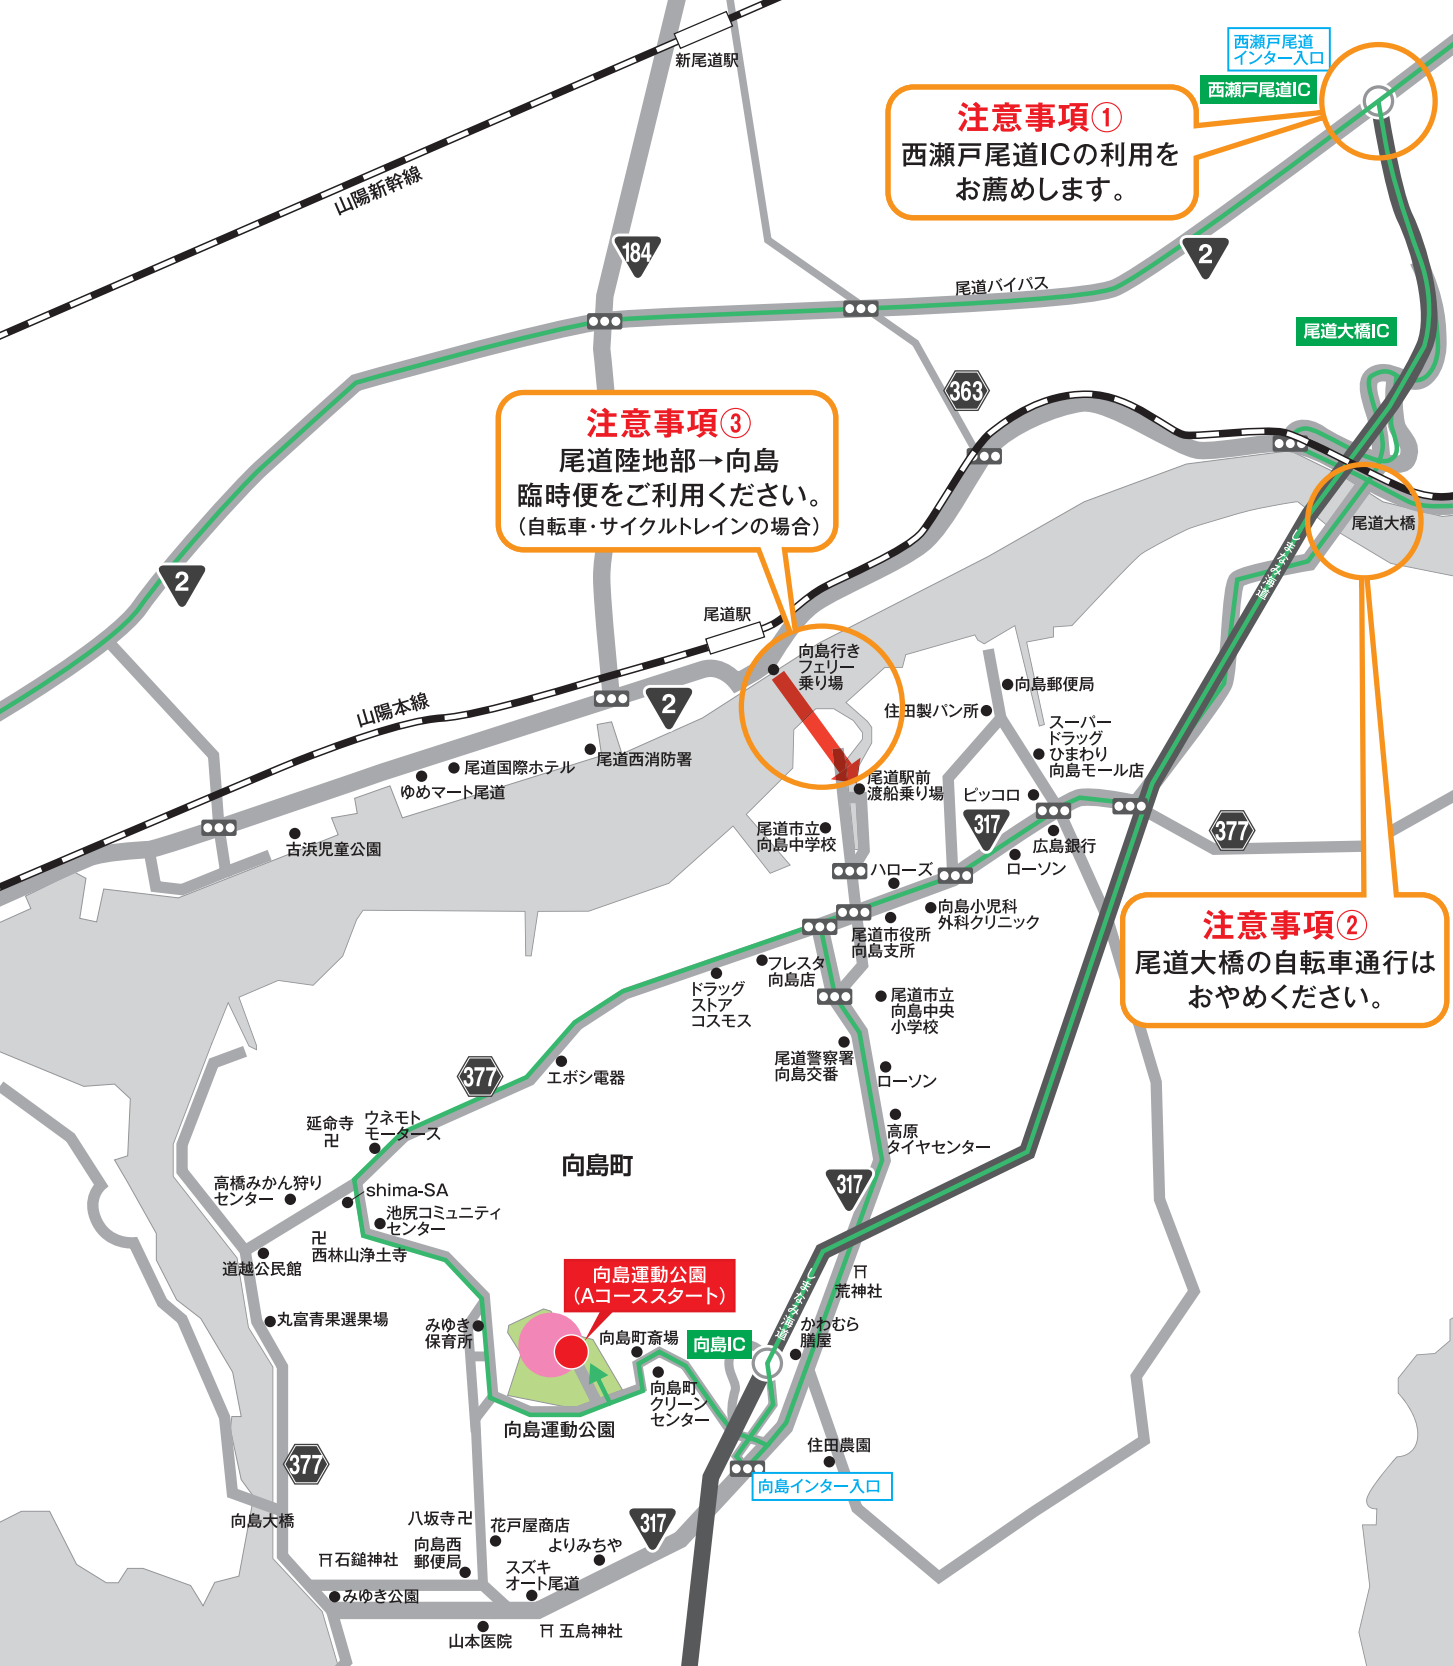 新尾道駅
西瀬戸尾道
インター入口
西瀬戸尾道IC
注意事項①
西瀬戸尾道ICの利用を
お薦めします。
山陽新幹線
184
2
尾道バイパス
尾道大橋IC
363
注意事項③
尾道陸地部→向島
臨時便をご利用ください。
（自転車・サイクルトレインの場合）
尾道大橋
しまなみ海道
2
尾道駅
向島行き
フェリー
乗り場
向島郵便局
住田製パン所
スーパー
ドラッグ
ひまわり
向島モール店
山陽本線
2
尾道西消防署
尾道国際ホテル
ゆめマート尾道
尾道駅前
渡船乗り場
ピッコロ
317
377
尾道市立
向島中学校
古浜児童公園
広島銀行
ローソン
ハローズ
向島小児科
外科クリニック
尾道市役所
向島支所
注意事項②
尾道大橋の自転車通行は
おやめください。
フレスタ
向島店
ドラッグ
ストア
コスモス
尾道市立
向島中央
小学校
尾道警察署
向島交番
ローソン
377
エボシ電器
高原
タイヤセンター
延命寺
卍
ウネモト
モータース
向島町
高橋みかん狩り
センター
shima-SA
池尻コミュニティ
センター
317
卍
西林山浄土寺
道越公民館
向島運動公園
（Aコーススタート）
しまなみ海道
荒神社
丸富青果選果場
みゆき
保育所
向島町斎場
向島IC
かわむら
膳屋
向島町
クリーン
センター
向島運動公園
住田農園
377
向島インター入口
向島大橋
八坂寺卍
花戸屋商店
317
向島西
郵便局
よりみちや
石鎚神社
スズキ
オート尾道
みゆき公園
山本医院
五烏神社